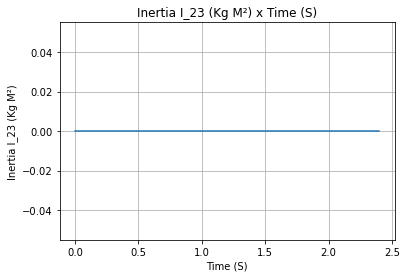 Inertia I_23 (Kg M²) x Time (S)
Inertia I_23 (Kg M²)
0.04
0.02
0.00
−0.02
−0.04
0.0 0.5 1.0 1.5 2.0 2.5
Time (S)